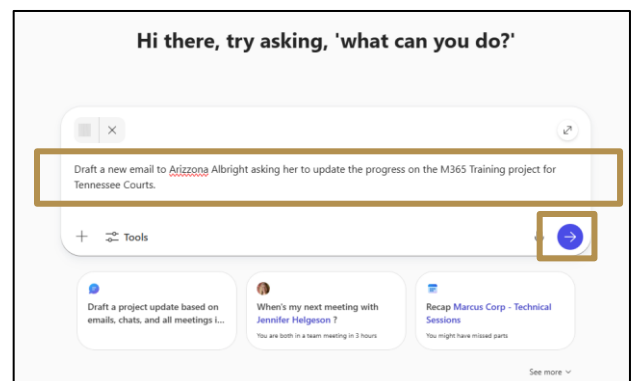 Hi there, try asking, 'what can you do?'
Draft a new email to Arizzona Albright asking her to update the progress on the M365 Training project for
Tennessee Courts.
Tools
Draft a project update based on
emails, chats, and all meetings i...
When's my next meeting with
Jennifer Helgeson ?
You are both in a team meeting in 3 hours
Recap Marcus Corp - Technical
Sessions
You might have missed parts
See more